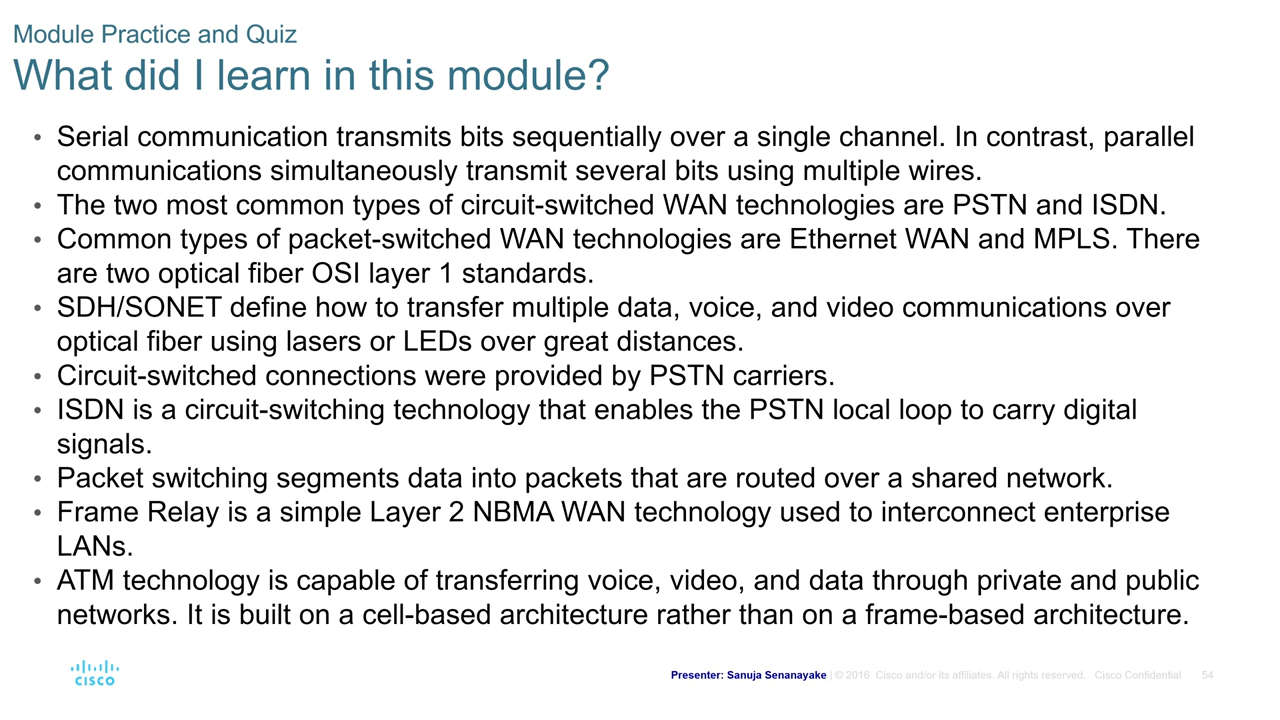 Module Practice and Quiz
What did I learn in this module?
• Serial communication transmits bits sequentially over a single channel. In contrast, parallel
communications simultaneously transmit several bits using multiple wires.
• The two most common types of circuit-switched WAN technologies are PSTN and ISDN.
• Common types of packet-switched WAN technologies are Ethernet WAN and MPLS. There
are two optical fiber OSI layer 1 standards.
• SDH/SONET define how to transfer multiple data, voice, and video communications over
optical fiber using lasers or LEDs over great distances.
• Circuit-switched connections were provided by PSTN carriers.
• ISDN is a circuit-switching technology that enables the PSTN local loop to carry digital
signals.
• Packet switching segments data into packets that are routed over a shared network.
• Frame Relay is a simple Layer 2 NBMA WAN technology used to interconnect enterprise
LANs.
• ATM technology is capable of transferring voice, video, and data through private and public
networks. It is built on a cell-based architecture rather than on a frame-based architecture.
CISCO
Presenter: Sanuja Senanayake | © 2016 Cisco and/or its affiliates. All rights reserved. Cisco Confidential 54